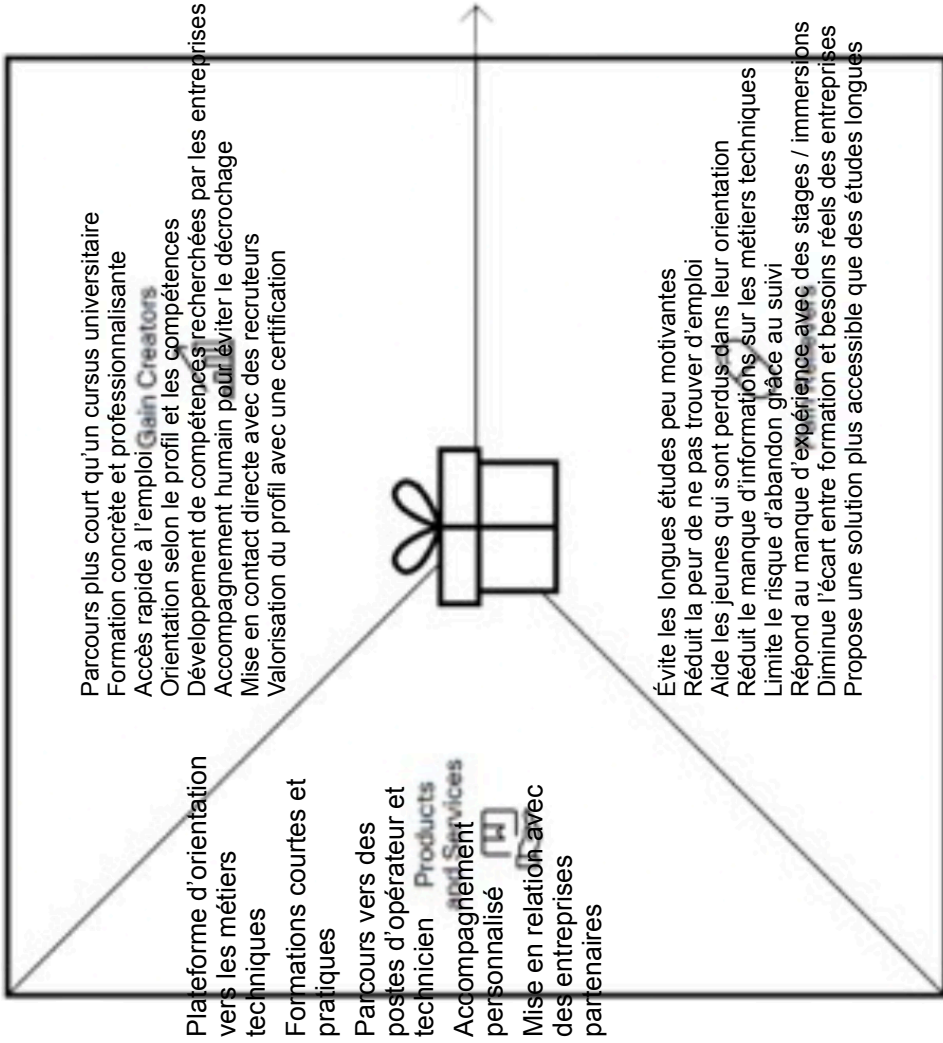 Parcours plus court qu'un cursus universitaire
Formation concrète et professionnalisante
Accès rapide à l'emploi
Gain Creators
Orientation selon le profil et les compétences
Développement de compétences recherchées par les entreprises
Accompagnement humain pour éviter le décrochage
Mise en contact directe avec des recruteurs
Valorisation du profil avec une certification
Plateforme d'orientation
vers les métiers
techniques
Formations courtes et
pratiques
Parcours vers des
postes d'opérateur et
technicien
Products
and Services
Accompagnement
personnalisé
Mise en relation avec
des entreprises
partenaires
Évite les longues études peu motivantes
Réduit la peur de ne pas trouver d'emploi
Aide les jeunes qui sont perdus dans leur orientation
Réduit le manque d'informations sur les métiers techniques
Limite le risque d'abandon grâce au suivi
Répond au manque d'expérience avec des stages / immersions
Diminue l'écart entre formation et besoins réels des entreprises
Propose une solution plus accessible que des études longues